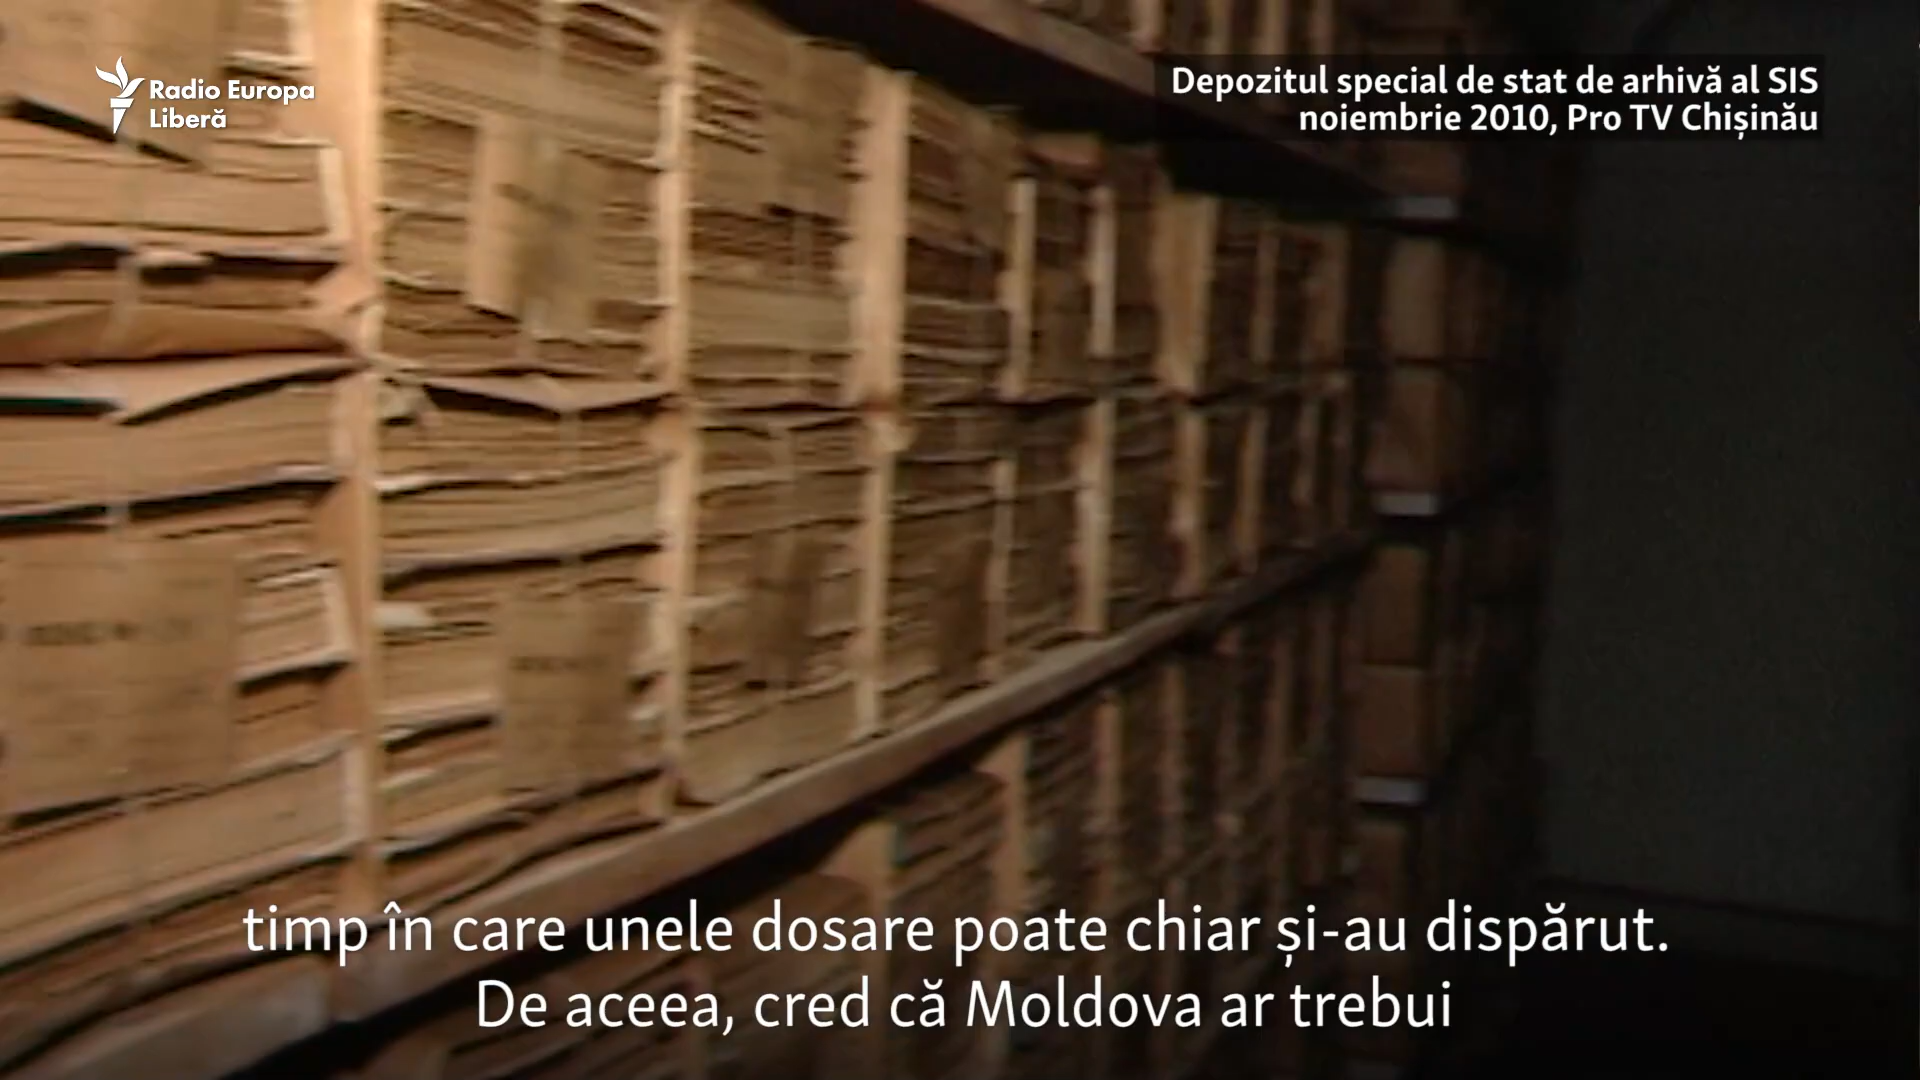 Radio Europa
Liberă
Depozitul special de stat de arhivă al SIS
noiembrie 2010, Pro TV Chișinău
timp în care unele dosare poate chiar și-au dispărut.
De aceea, cred că Moldova ar trebui